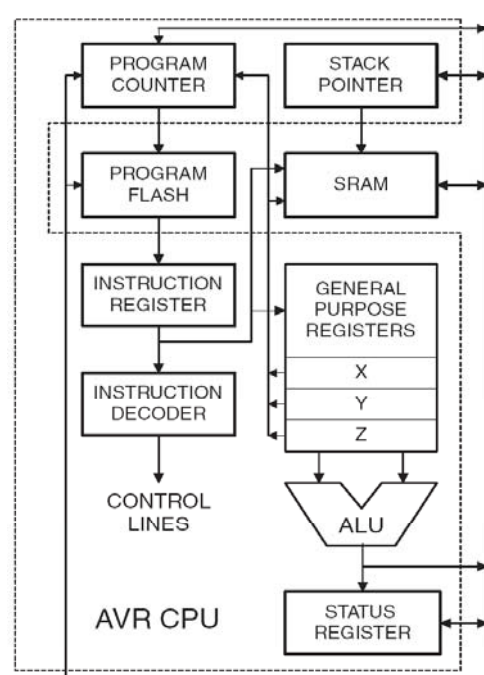 PROGRAM
COUNTER
STACK
POINTER
PROGRAM
FLASH
SRAM
INSTRUCTION
REGISTER
GENERAL
PURPOSE
REGISTERS
X
Y
Z
INSTRUCTION
DECODER
CONTROL
LINES
ALU
STATUS
REGISTER
AVR CPU